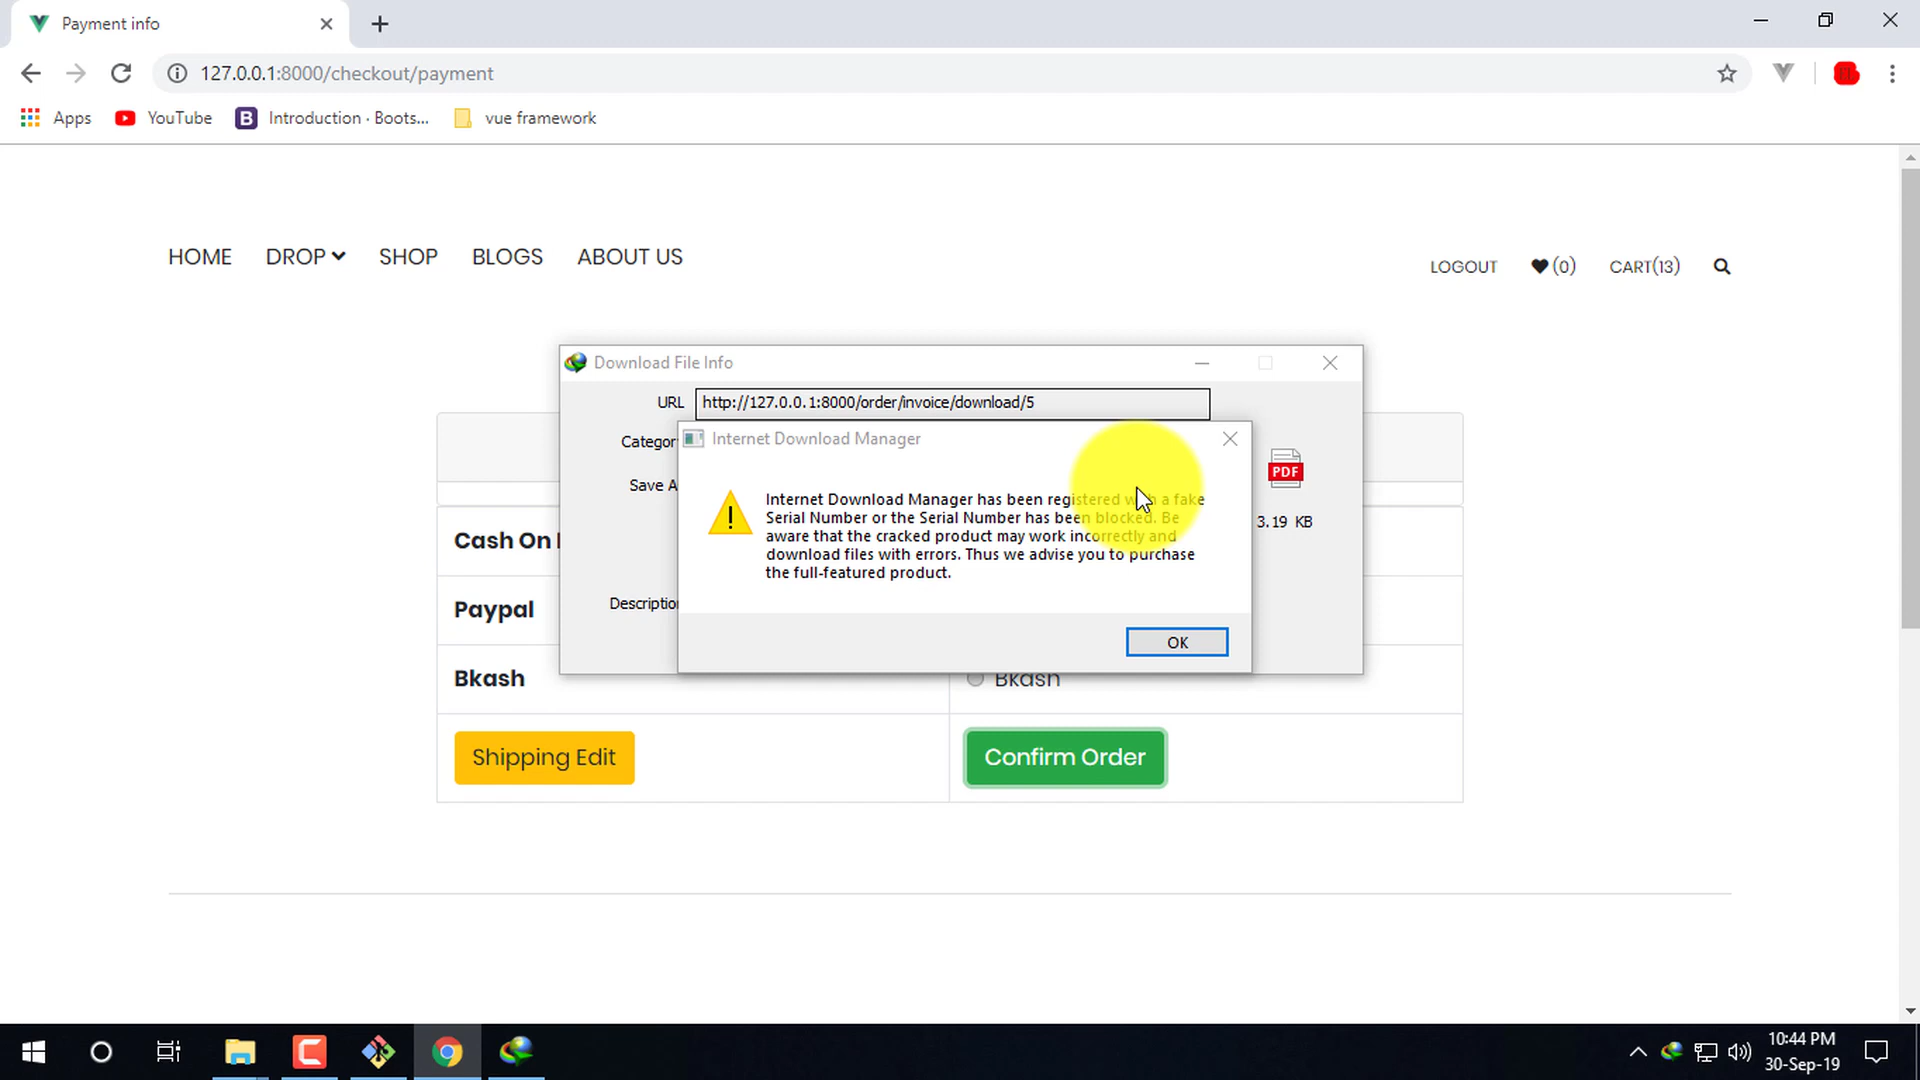 Payment info
127.0.0.1:8000/checkout/payment
Apps YouTube Introduction · Boots... vue framework
HOME DROP SHOP BLOGS ABOUT US
LOGOUT (0) CART(13)
Download File Info
URL http://127.0.0.1:8000/order/invoice/download/5
Categor
Internet Download Manager
Save A
PDF
3.19 KB
Internet Download Manager has been registered with a fake
Serial Number or the Serial Number has been blocked. Be
aware that the cracked product may work incorrectly and
download files with errors. Thus we advise you to purchase
the full-featured product.
Descriptio
OK
Cash On
Paypal
Bkash Bkash
Shipping Edit Confirm Order
10:44 PM
30-Sep-19